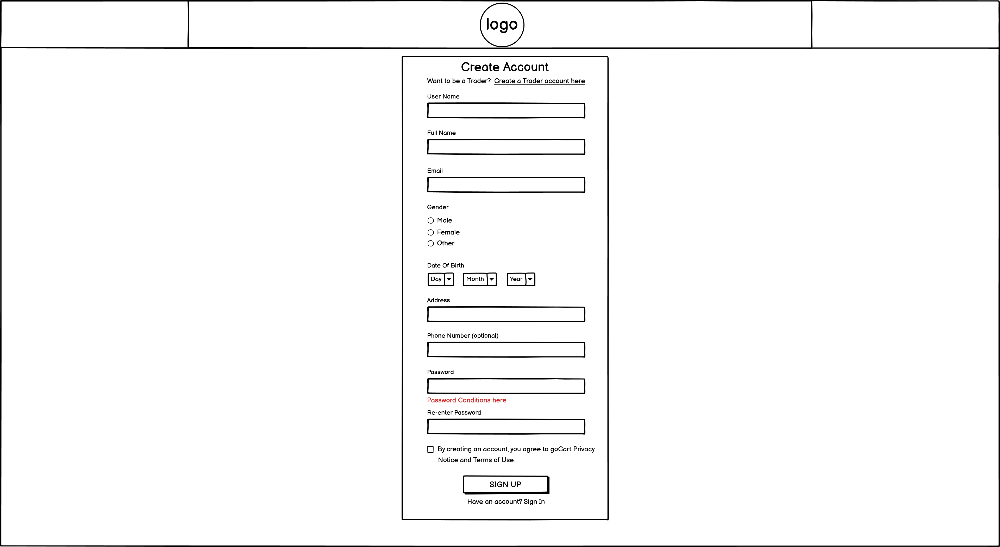 logo
Create Account
Want to be a Trader? Create a Trader account here
User Name
Full Name
Email
Gender
Male
Female
Other
Date Of Birth
Day Month Year
Address
Phone Number (optional)
Password
Password Conditions here
Re-enter Password
By creating an account, you agree to goCart Privacy
Notice and Terms of Use.
SIGN UP
Have an account? Sign In